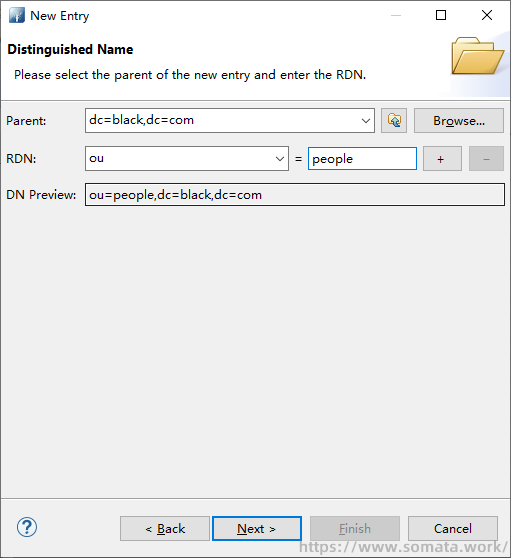 New Entry
Distinguished Name
Please select the parent of the new entry and enter the RDN.
Parent: dc=black,dc=com Browse...
RDN: ou = people + −
DN Preview: ou=people,dc=black,dc=com
? < Back Next > Finish Cancel
https://www.somata.work/